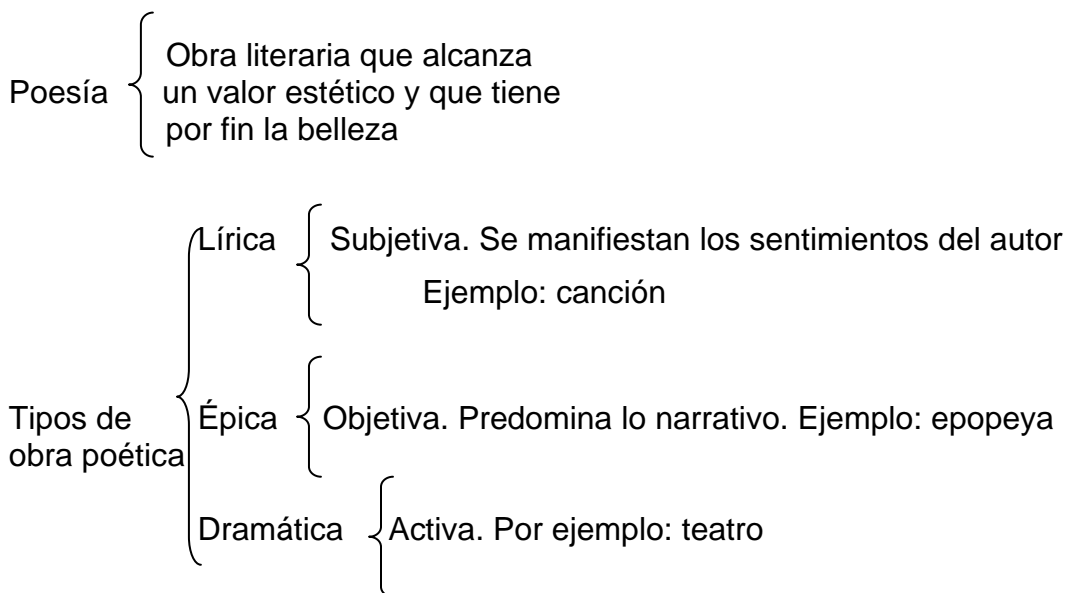 Obra literaria que alcanza
Poesía un valor estético y que tiene
por fin la belleza
Lírica Subjetiva. Se manifiestan los sentimientos del autor
Ejemplo: canción
Tipos de Épica Objetiva. Predomina lo narrativo. Ejemplo: epopeya
obra poética
Dramática Activa. Por ejemplo: teatro